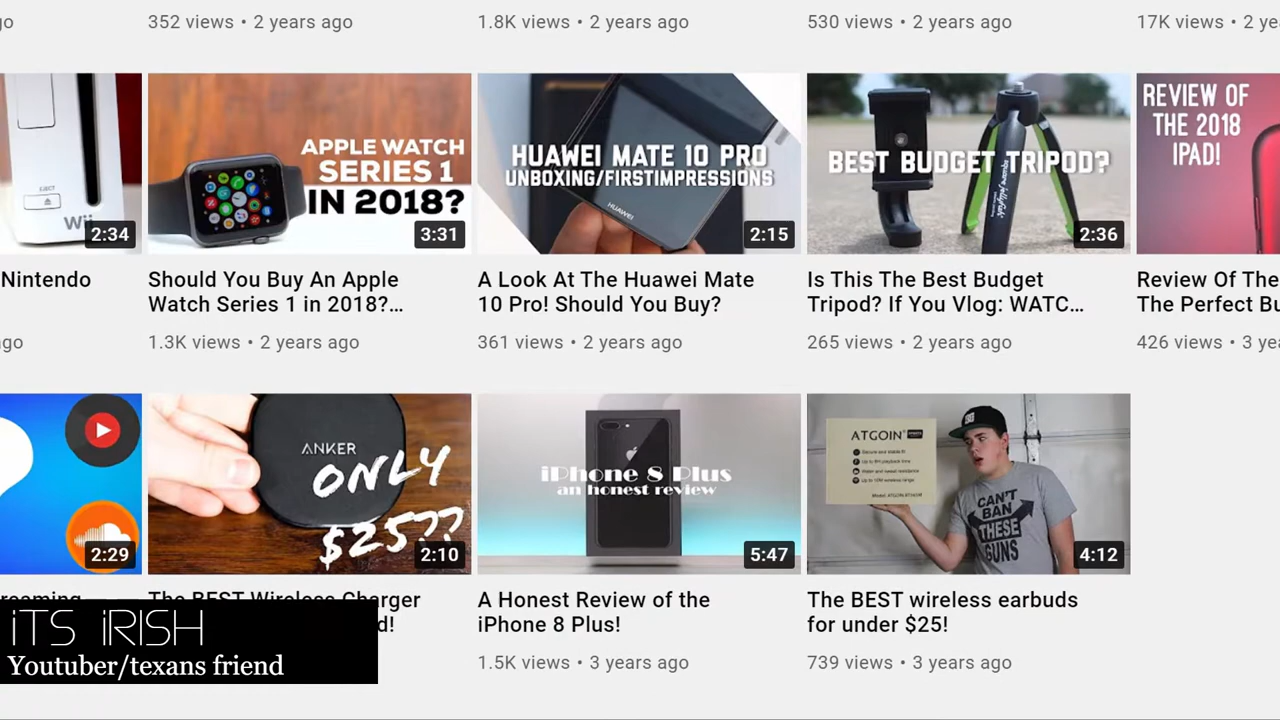 go
352 views • 2 years ago
1.8K views • 2 years ago
530 views • 2 years ago
17K views • 2 ye
EJECT
Wii
2:34
APPLE WATCH
SERIES 1
IN 2018?
3:31
HUAWEI MATE 10 PRO
UNBOXING/FIRSTIMPRESSIONS
HUAWEI
2:15
BEST BUDGET TRIPOD?
2:36
REVIEW OF
THE 2018
IPAD!
Nintendo
Should You Buy An Apple
Watch Series 1 in 2018?...
A Look At The Huawei Mate
10 Pro! Should You Buy?
Is This The Best Budget
Tripod? If You Vlog: WATC...
Review Of The
The Perfect Bu
ago
1.3K views • 2 years ago
361 views • 2 years ago
265 views • 2 years ago
426 views • 3 yea
2:29
ANKER
ONLY
$25??
2:10
iPhone 8 Plus
an honest review
5:47
ATGOIN
CAN'T
BAN
THESE
GUNS
4:12
The BEST Wireless Charger
d!
A Honest Review of the
iPhone 8 Plus!
The BEST wireless earbuds
for under $25!
1.5K views • 3 years ago
739 views • 3 years ago
iTS iRISH
Youtuber/texans friend